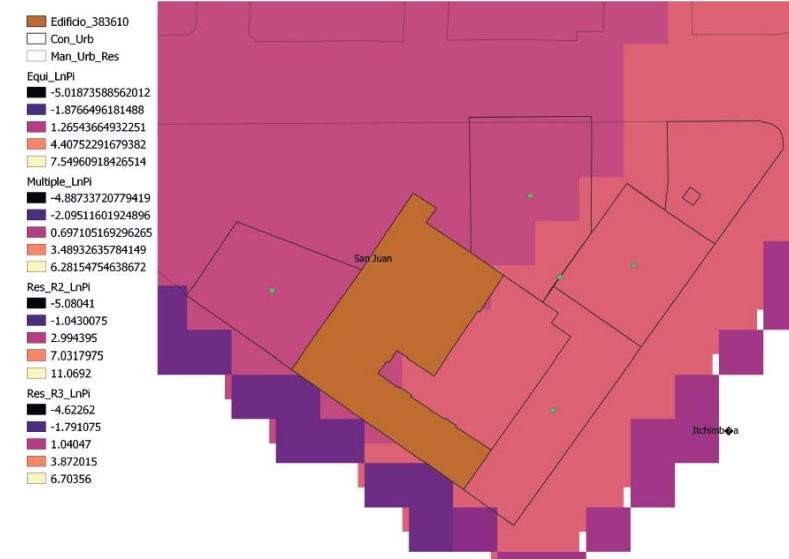 Edificio_383610
Con_Urb
Man_Urb_Res
Equi_LnPi
-5.01873588562012
-1.8766496181488
1.26543664932251
4.40752291679382
7.54960918426514
Multiple_LnPi
-4.88733720779419
-2.09511601924896
0.697105169296265
3.48932635784149
6.28154754638672
Res_R2_LnPi
-5.08041
-1.0430075
2.994395
7.0317975
11.0692
Res_R3_LnPi
-4.62262
-1.791075
1.04047
3.872015
6.70356
San Juan
Itchimb�a